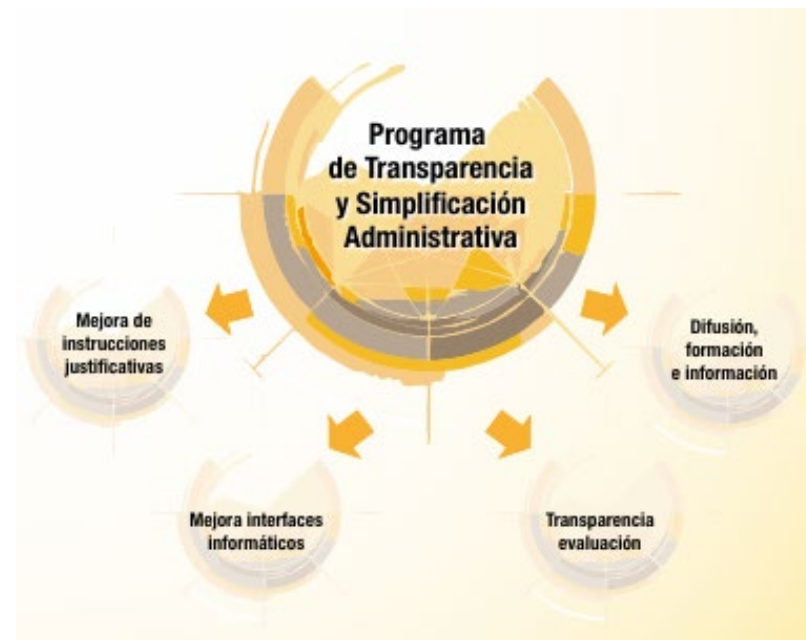 Programa
de Transparencia
y Simplificación
Administrativa
Mejora de
instrucciones
justificativas
Difusión,
formación
e información
Mejora interfaces
informáticos
Transparencia
evaluación